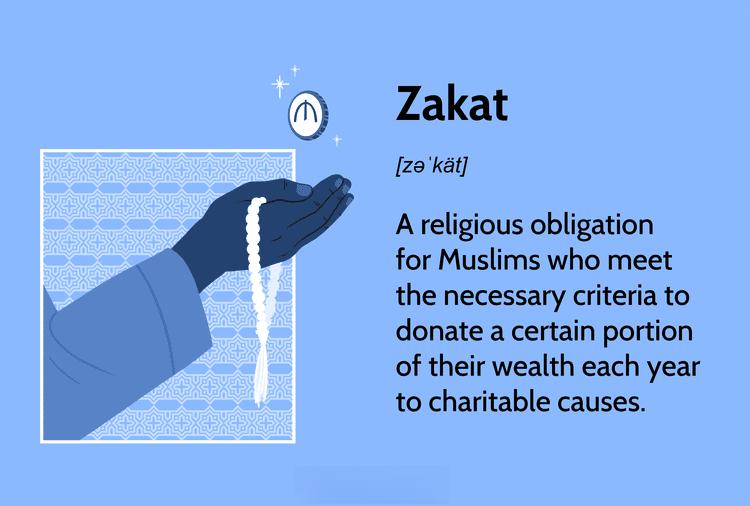 Zakat
[zəˈkät]
A religious obligation
for Muslims who meet
the necessary criteria to
donate a certain portion
of their wealth each year
to charitable causes.